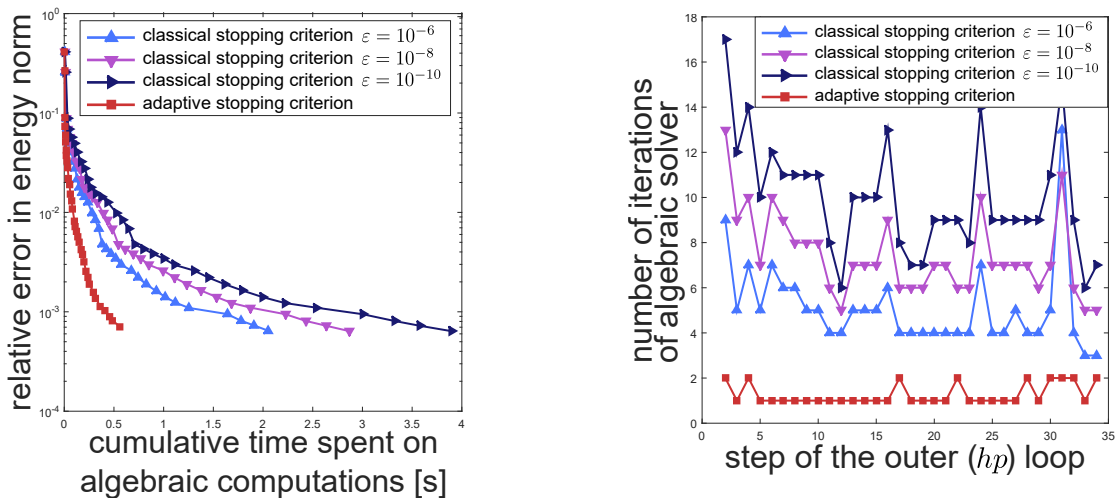 relative error in energy norm
10⁰
10⁻¹
10⁻²
10⁻³
10⁻⁴
classical stopping criterion ε = 10⁻⁶
classical stopping criterion ε = 10⁻⁸
classical stopping criterion ε = 10⁻¹⁰
adaptive stopping criterion
0 0.5 1 1.5 2 2.5 3 3.5 4
cumulative time spent on
algebraic computations [s]
number of iterations
of algebraic solver
18
16
14
12
10
8
6
4
2
0
classical stopping criterion ε = 10⁻⁶
classical stopping criterion ε = 10⁻⁸
classical stopping criterion ε = 10⁻¹⁰
adaptive stopping criterion
0 5 10 15 20 25 30 35
step of the outer (hp) loop